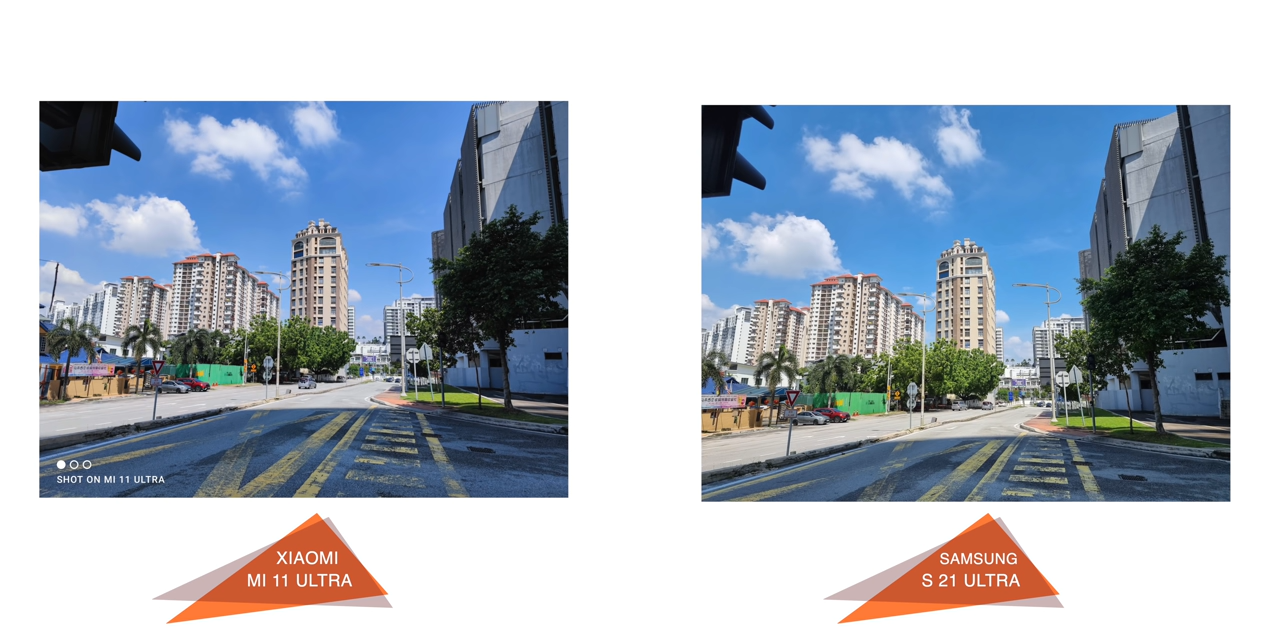 SHOT ON MI 11 ULTRA
XIAOMI
MI 11 ULTRA
SAMSUNG
S 21 ULTRA